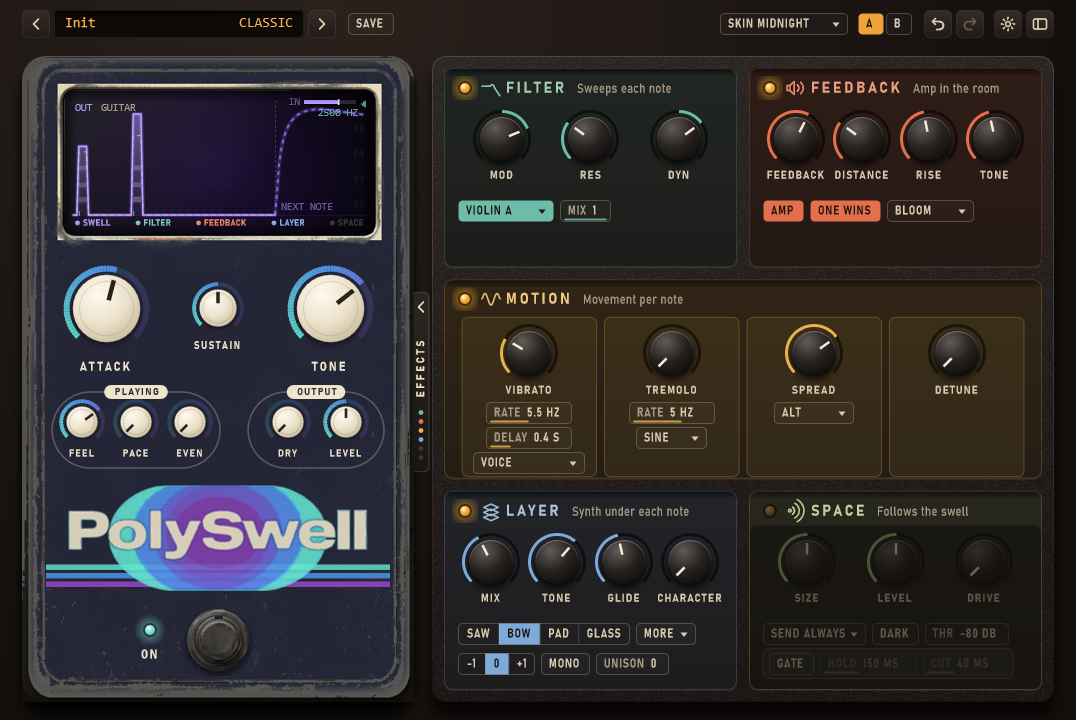 Init CLASSIC
SAVE
SKIN MIDNIGHT
A
B
OUT GUITAR
IN
2500 HZ
E5
E4
E3
E2
NEXT NOTE
SWELL FILTER FEEDBACK LAYER SPACE
ATTACK
SUSTAIN
TONE
PLAYING
FEEL PACE EVEN
OUTPUT
DRY LEVEL
PolySwell
ON
EFFECTS
FILTER Sweeps each note
MOD RES DYN
VIOLIN A
MIX 1
FEEDBACK Amp in the room
FEEDBACK DISTANCE RISE TONE
AMP
ONE WINS
BLOOM
MOTION Movement per note
VIBRATO
RATE 5.5 HZ
DELAY 0.4 S
VOICE
TREMOLO
RATE 5 HZ
SINE
SPREAD
ALT
DETUNE
LAYER Synth under each note
MIX TONE GLIDE CHARACTER
SAW BOW PAD GLASS MORE
-1 0 +1 MONO UNISON 0
SPACE Follows the swell
SIZE LEVEL DRIVE
SEND ALWAYS DARK THR -80 DB
GATE HOLD 150 MS CUT 40 MS